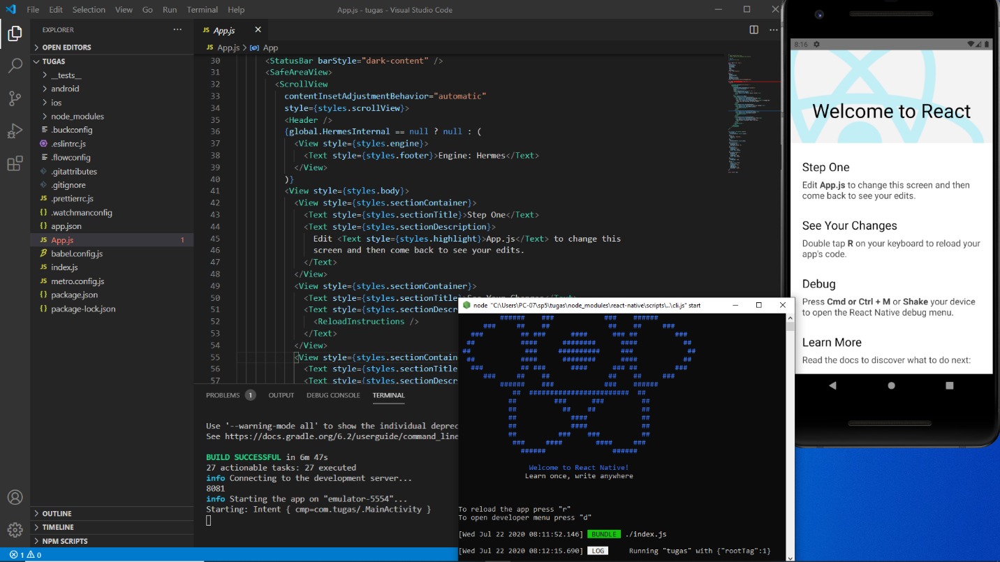 File Edit Selection View Go Run Terminal Help
App.js - tugas - Visual Studio Code
EXPLORER
OPEN EDITORS
TUGAS
__tests__
android
ios
node_modules
.buckconfig
.eslintrc.js
.flowconfig
.gitattributes
.gitignore
.prettierrc.js
.watchmanconfig
app.json
App.js 1
babel.config.js
index.js
metro.config.js
package.json
package-lock.json
OUTLINE
TIMELINE
NPM SCRIPTS
1 0
JS App.js
JS App.js > App
30 <StatusBar barStyle="dark-content" />
31 <SafeAreaView>
32 <ScrollView
33 contentInsetAdjustmentBehavior="automatic"
34 style={styles.scrollView}>
35 <Header />
36 {global.HermesInternal == null ? null : (
37 <View style={styles.engine}>
38 <Text style={styles.footer}>Engine: Hermes</Text>
39 </View>
40 )}
41 <View style={styles.body}>
42 <View style={styles.sectionContainer}>
43 <Text style={styles.sectionTitle}>Step One</Text>
44 <Text style={styles.sectionDescription}>
45 Edit <Text style={styles.highlight}>App.js</Text> to change this
46 screen and then come back to see your edits.
47 </Text>
48 </View>
49 <View style={styles.sectionContainer}>
50 <Text style={styles.sectionTitle}>See Your Changes</Text>
51 <Text style={styles.sectionDescr
52 <ReloadInstructions />
53 </Text>
54 </View>
55 <View style={styles.sectionContain
56 <Text style={styles.sectionTitle
57 <Text style={styles.sectionDescr
PROBLEMS 1 OUTPUT DEBUG CONSOLE TERMINAL
Use '--warning-mode all' to show the individual deprec
See https://docs.gradle.org/6.2/userguide/command_line
BUILD SUCCESSFUL in 6m 47s
27 actionable tasks: 27 executed
info Connecting to the development server...
8081
info Starting the app on "emulator-5554"...
Starting: Intent { cmp=com.tugas/.MainActivity }
node "C:\Users\PC-07\sp5\tugas\node_modules\react-native\scripts\..\cli.js" start
Welcome to React Native!
Learn once, write anywhere
To reload the app press "r"
To open developer menu press "d"
[Wed Jul 22 2020 08:11:52.146] BUNDLE ./index.js
[Wed Jul 22 2020 08:12:15.690] LOG Running "tugas" with {"rootTag":1}
8:16
Welcome to React
Step One
Edit App.js to change this screen and then
come back to see your edits.
See Your Changes
Double tap R on your keyboard to reload your
app's code.
Debug
Press Cmd or Ctrl + M or Shake your device
to open the React Native debug menu.
Learn More
Read the docs to discover what to do next: